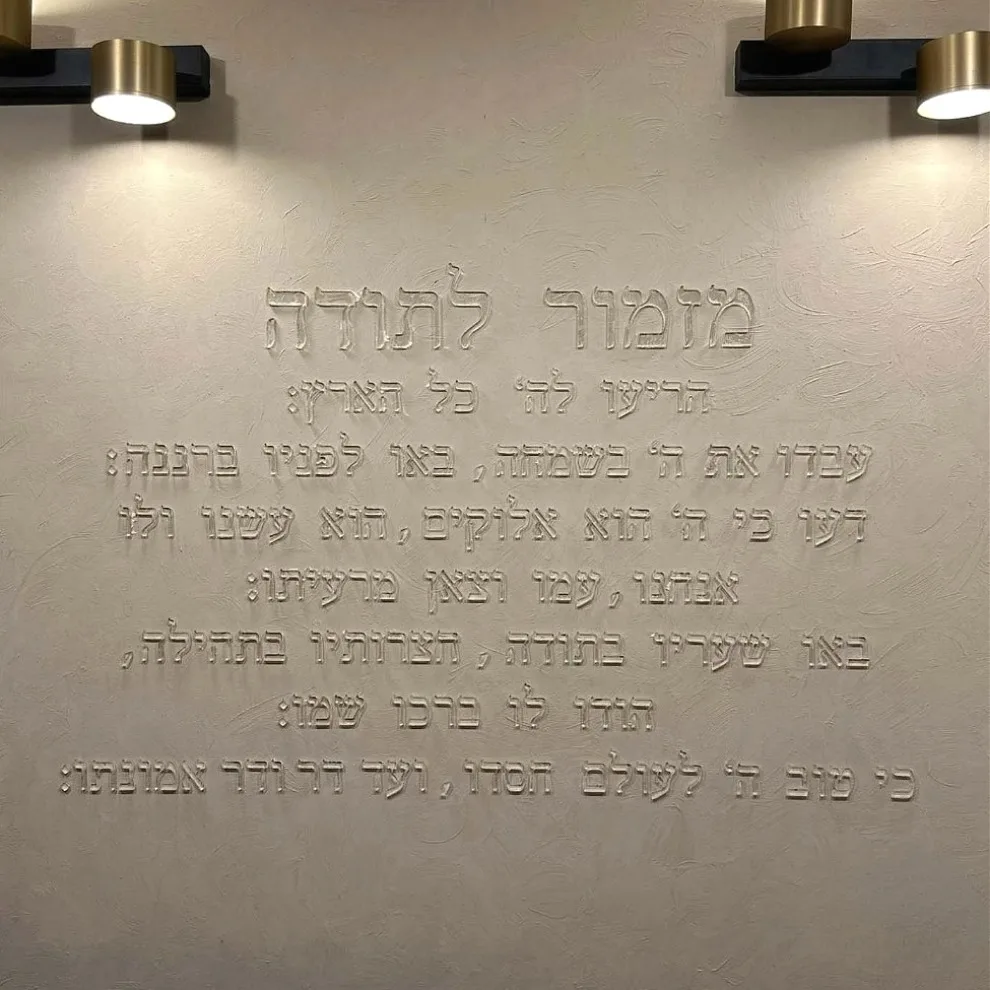 מזמור לתודה
הריעו לה' כל הארץ:
עבדו את ה' בשמחה, באו לפניו ברננה:
דעו כי ה' הוא אלוקים, הוא עשנו ולו
אנחנו, עמו וצאן מרעיתו:
באו שעריו בתודה, חצרותיו בתהילה,
הודו לו ברכו שמו:
כי טוב ה' לעולם חסדו, ועד דר ודר אמונתו: